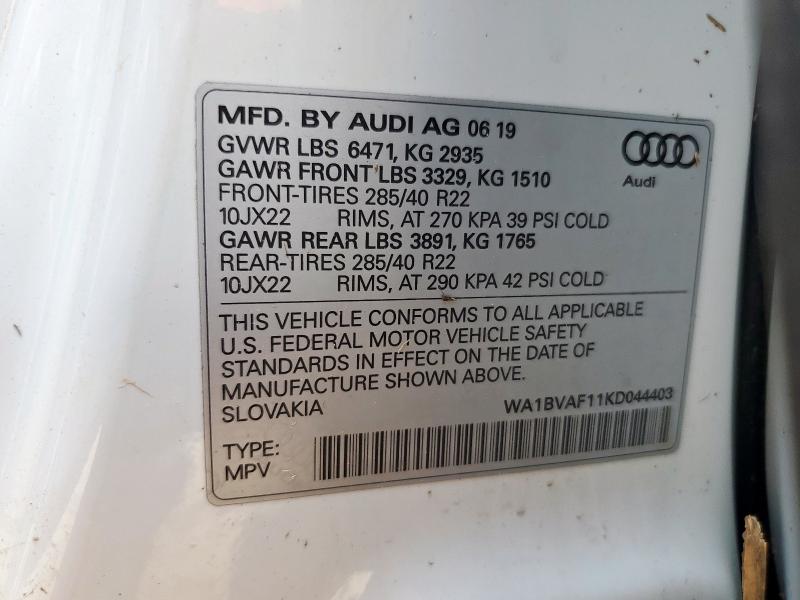 MFD. BY AUDI AG 06 19
GVWR LBS 6471, KG 2935
GAWR FRONT LBS 3329, KG 1510
FRONT-TIRES 285/40 R22
10JX22 RIMS, AT 270 KPA 39 PSI COLD
GAWR REAR LBS 3891, KG 1765
REAR-TIRES 285/40 R22
10JX22 RIMS, AT 290 KPA 42 PSI COLD
Audi
THIS VEHICLE CONFORMS TO ALL APPLICABLE
U.S. FEDERAL MOTOR VEHICLE SAFETY
STANDARDS IN EFFECT ON THE DATE OF
MANUFACTURE SHOWN ABOVE.
SLOVAKIA WA1BVAF11KD044403
TYPE:
MPV